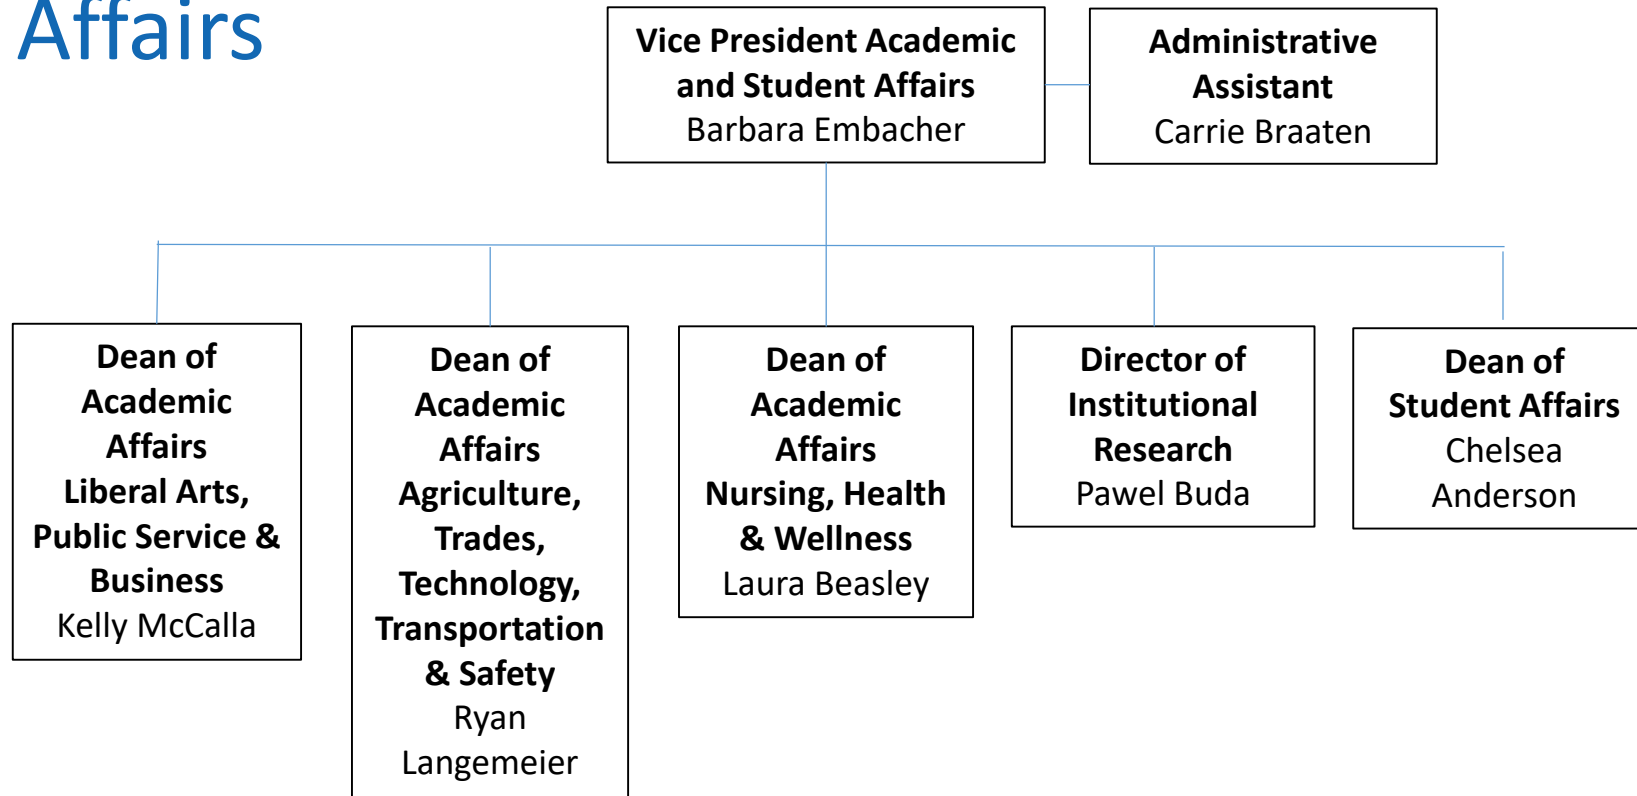 Affairs
Vice President Academic
and Student Affairs
Barbara Embacher
Administrative
Assistant
Carrie Braaten
Dean of
Academic
Affairs
Liberal Arts,
Public Service &
Business
Kelly McCalla
Dean of
Academic
Affairs
Agriculture,
Trades,
Technology,
Transportation
& Safety
Ryan
Langemeier
Dean of
Academic
Affairs
Nursing, Health
& Wellness
Laura Beasley
Director of
Institutional
Research
Pawel Buda
Dean of
Student Affairs
Chelsea
Anderson